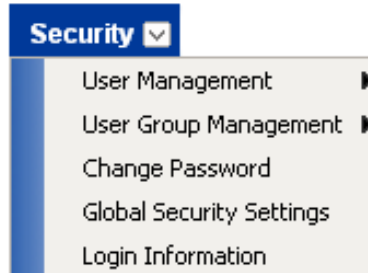 Security
User Management
User Group Management
Change Password
Global Security Settings
Login Information